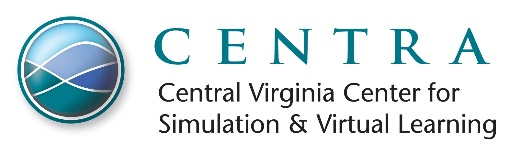 CENTRA
Central Virginia Center for
Simulation & Virtual Learning